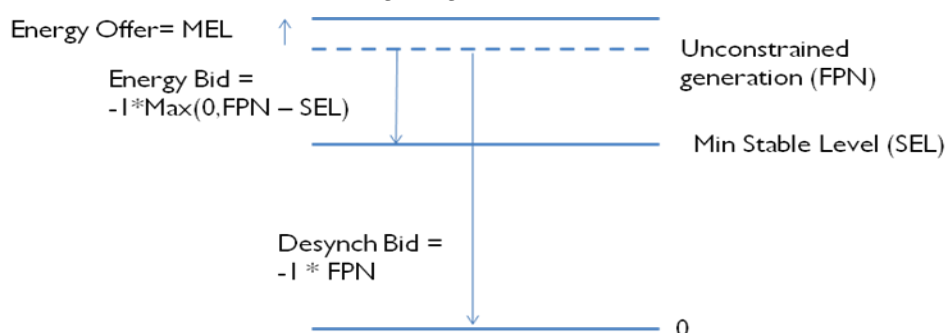 Energy Offer= MEL
Unconstrained
generation (FPN)
Energy Bid =
-1*Max(0,FPN – SEL)
Min Stable Level (SEL)
Desynch Bid =
-1 * FPN
0